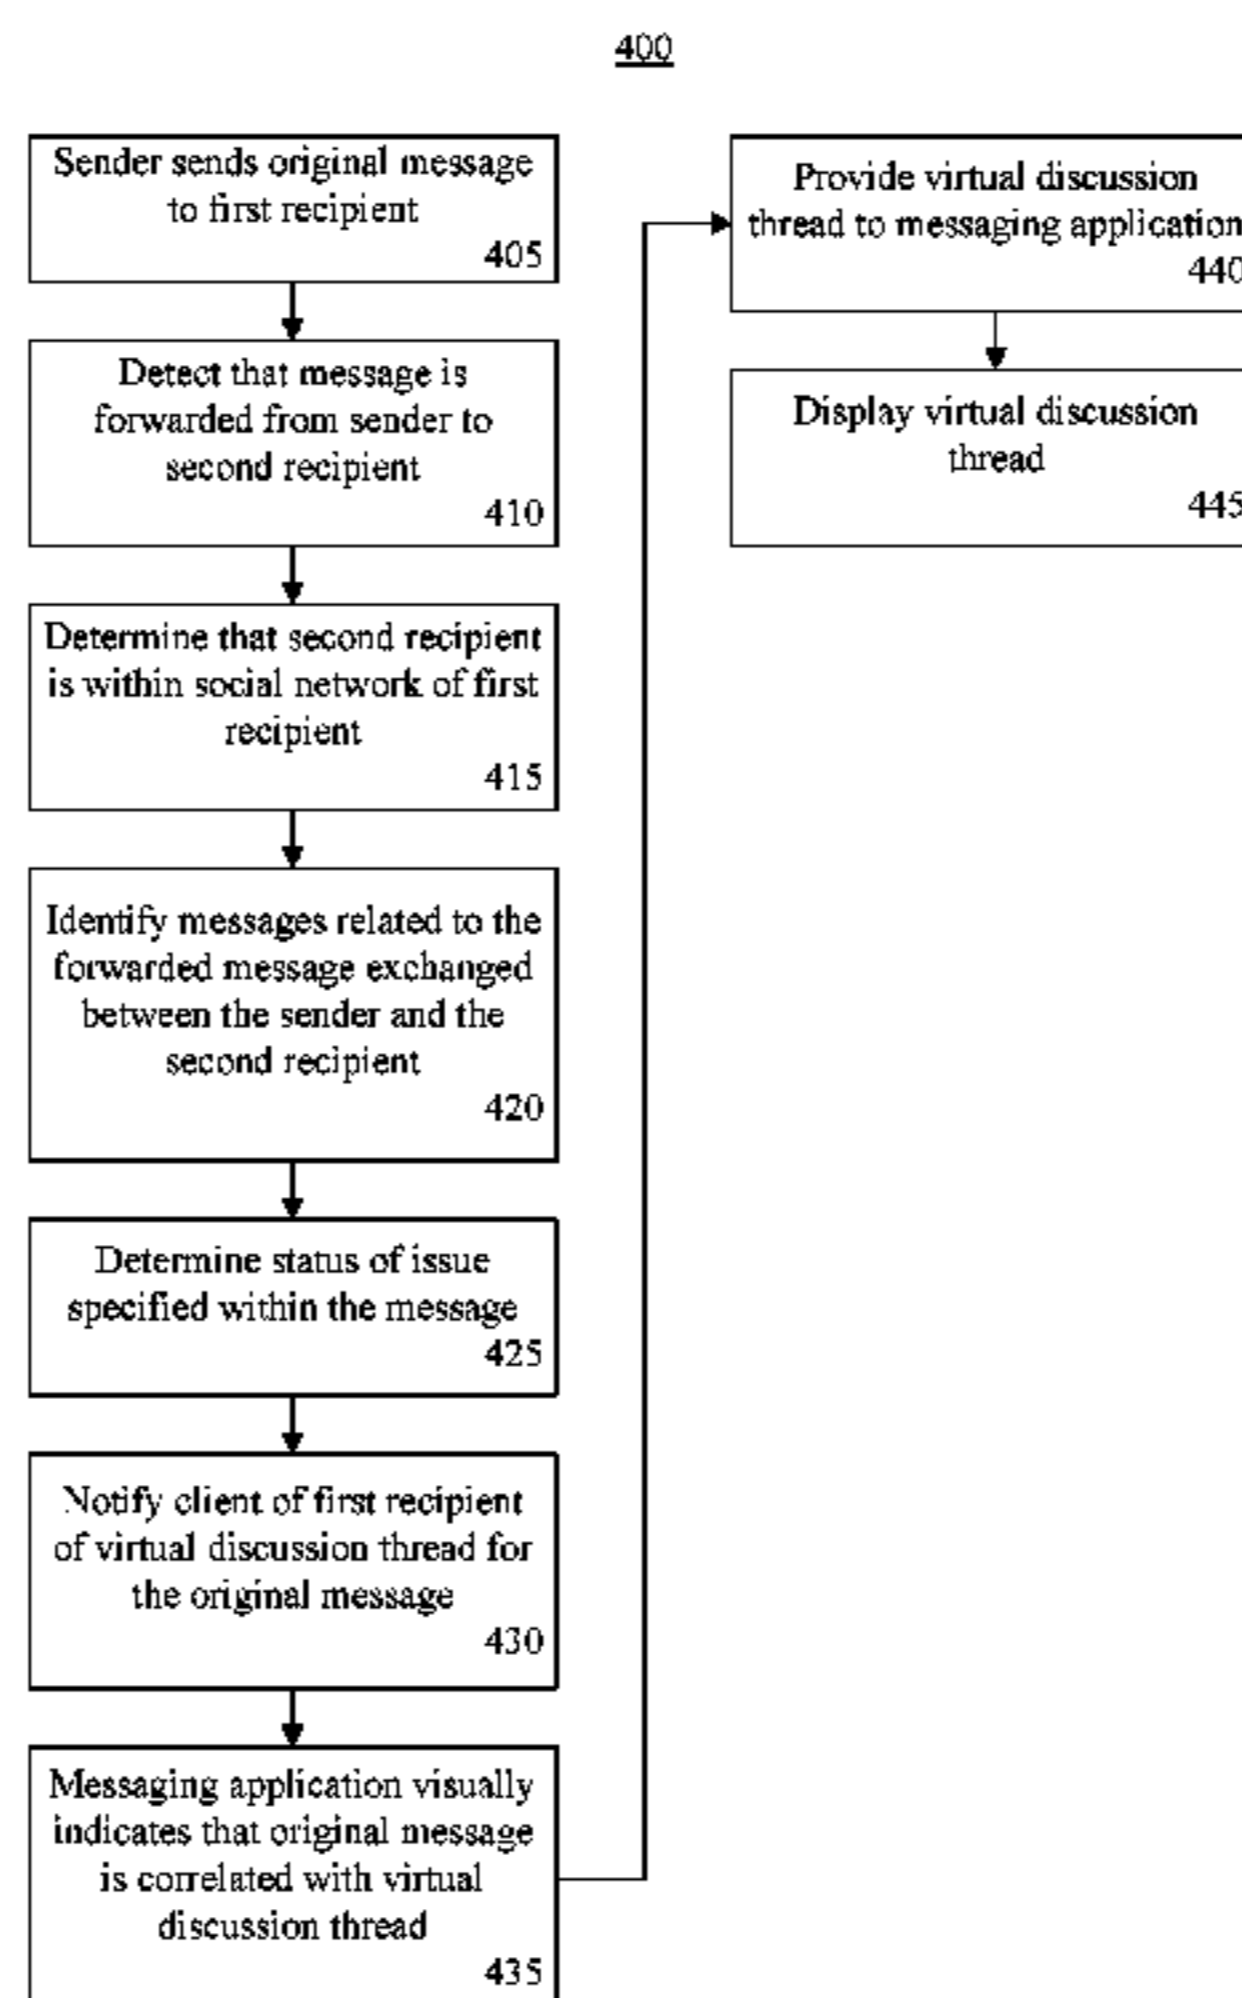 400
Sender sends original message
to first recipient
405
Detect that message is
forwarded from sender to
second recipient
410
Determine that second recipient
is within social network of first
recipient
415
Identify messages related to the
forwarded message exchanged
between the sender and the
second recipient
420
Determine status of issue
specified within the message
425
Notify client of first recipient
of virtual discussion thread for
the original message
430
Messaging application visually
indicates that original message
is correlated with virtual
discussion thread
435
Provide virtual discussion
thread to messaging application
440
Display virtual discussion
thread
445